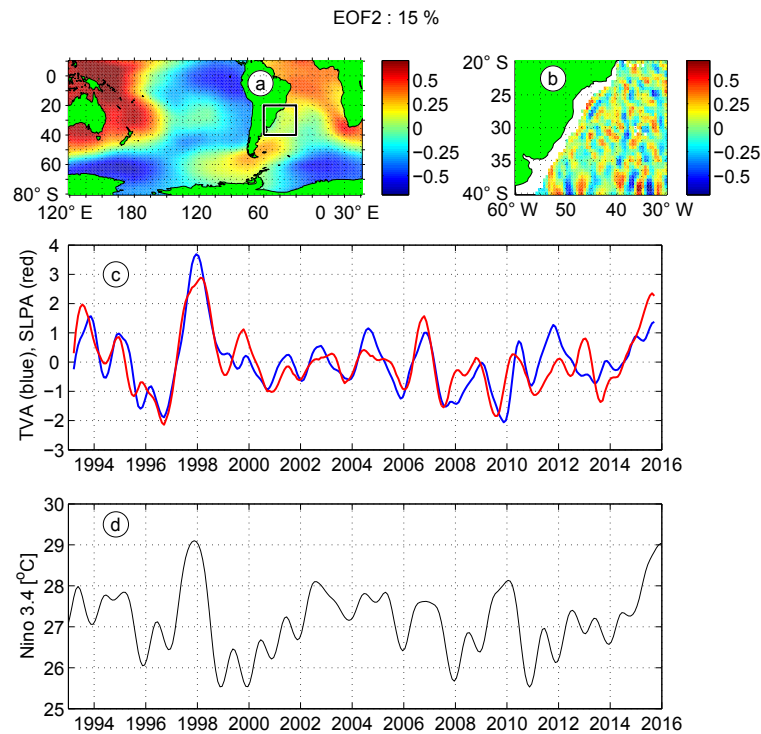 EOF2 : 15 %
a
0
20
40
60
80° S
120° E
180
120
60
0
30° E
0.5
0.25
0
−0.25
−0.5
b
20° S
25
30
35
40° S
60 W
50
40
30 W
0.5
0.25
0
−0.25
−0.5
TVA (blue), SLPA (red)
c
4
3
2
1
0
−1
−2
−3
1994 1996 1998 2000 2002 2004 2006 2008 2010 2012 2014 2016
Nino 3.4 [°C]
d
30
29
28
27
26
25
1994 1996 1998 2000 2002 2004 2006 2008 2010 2012 2014 2016